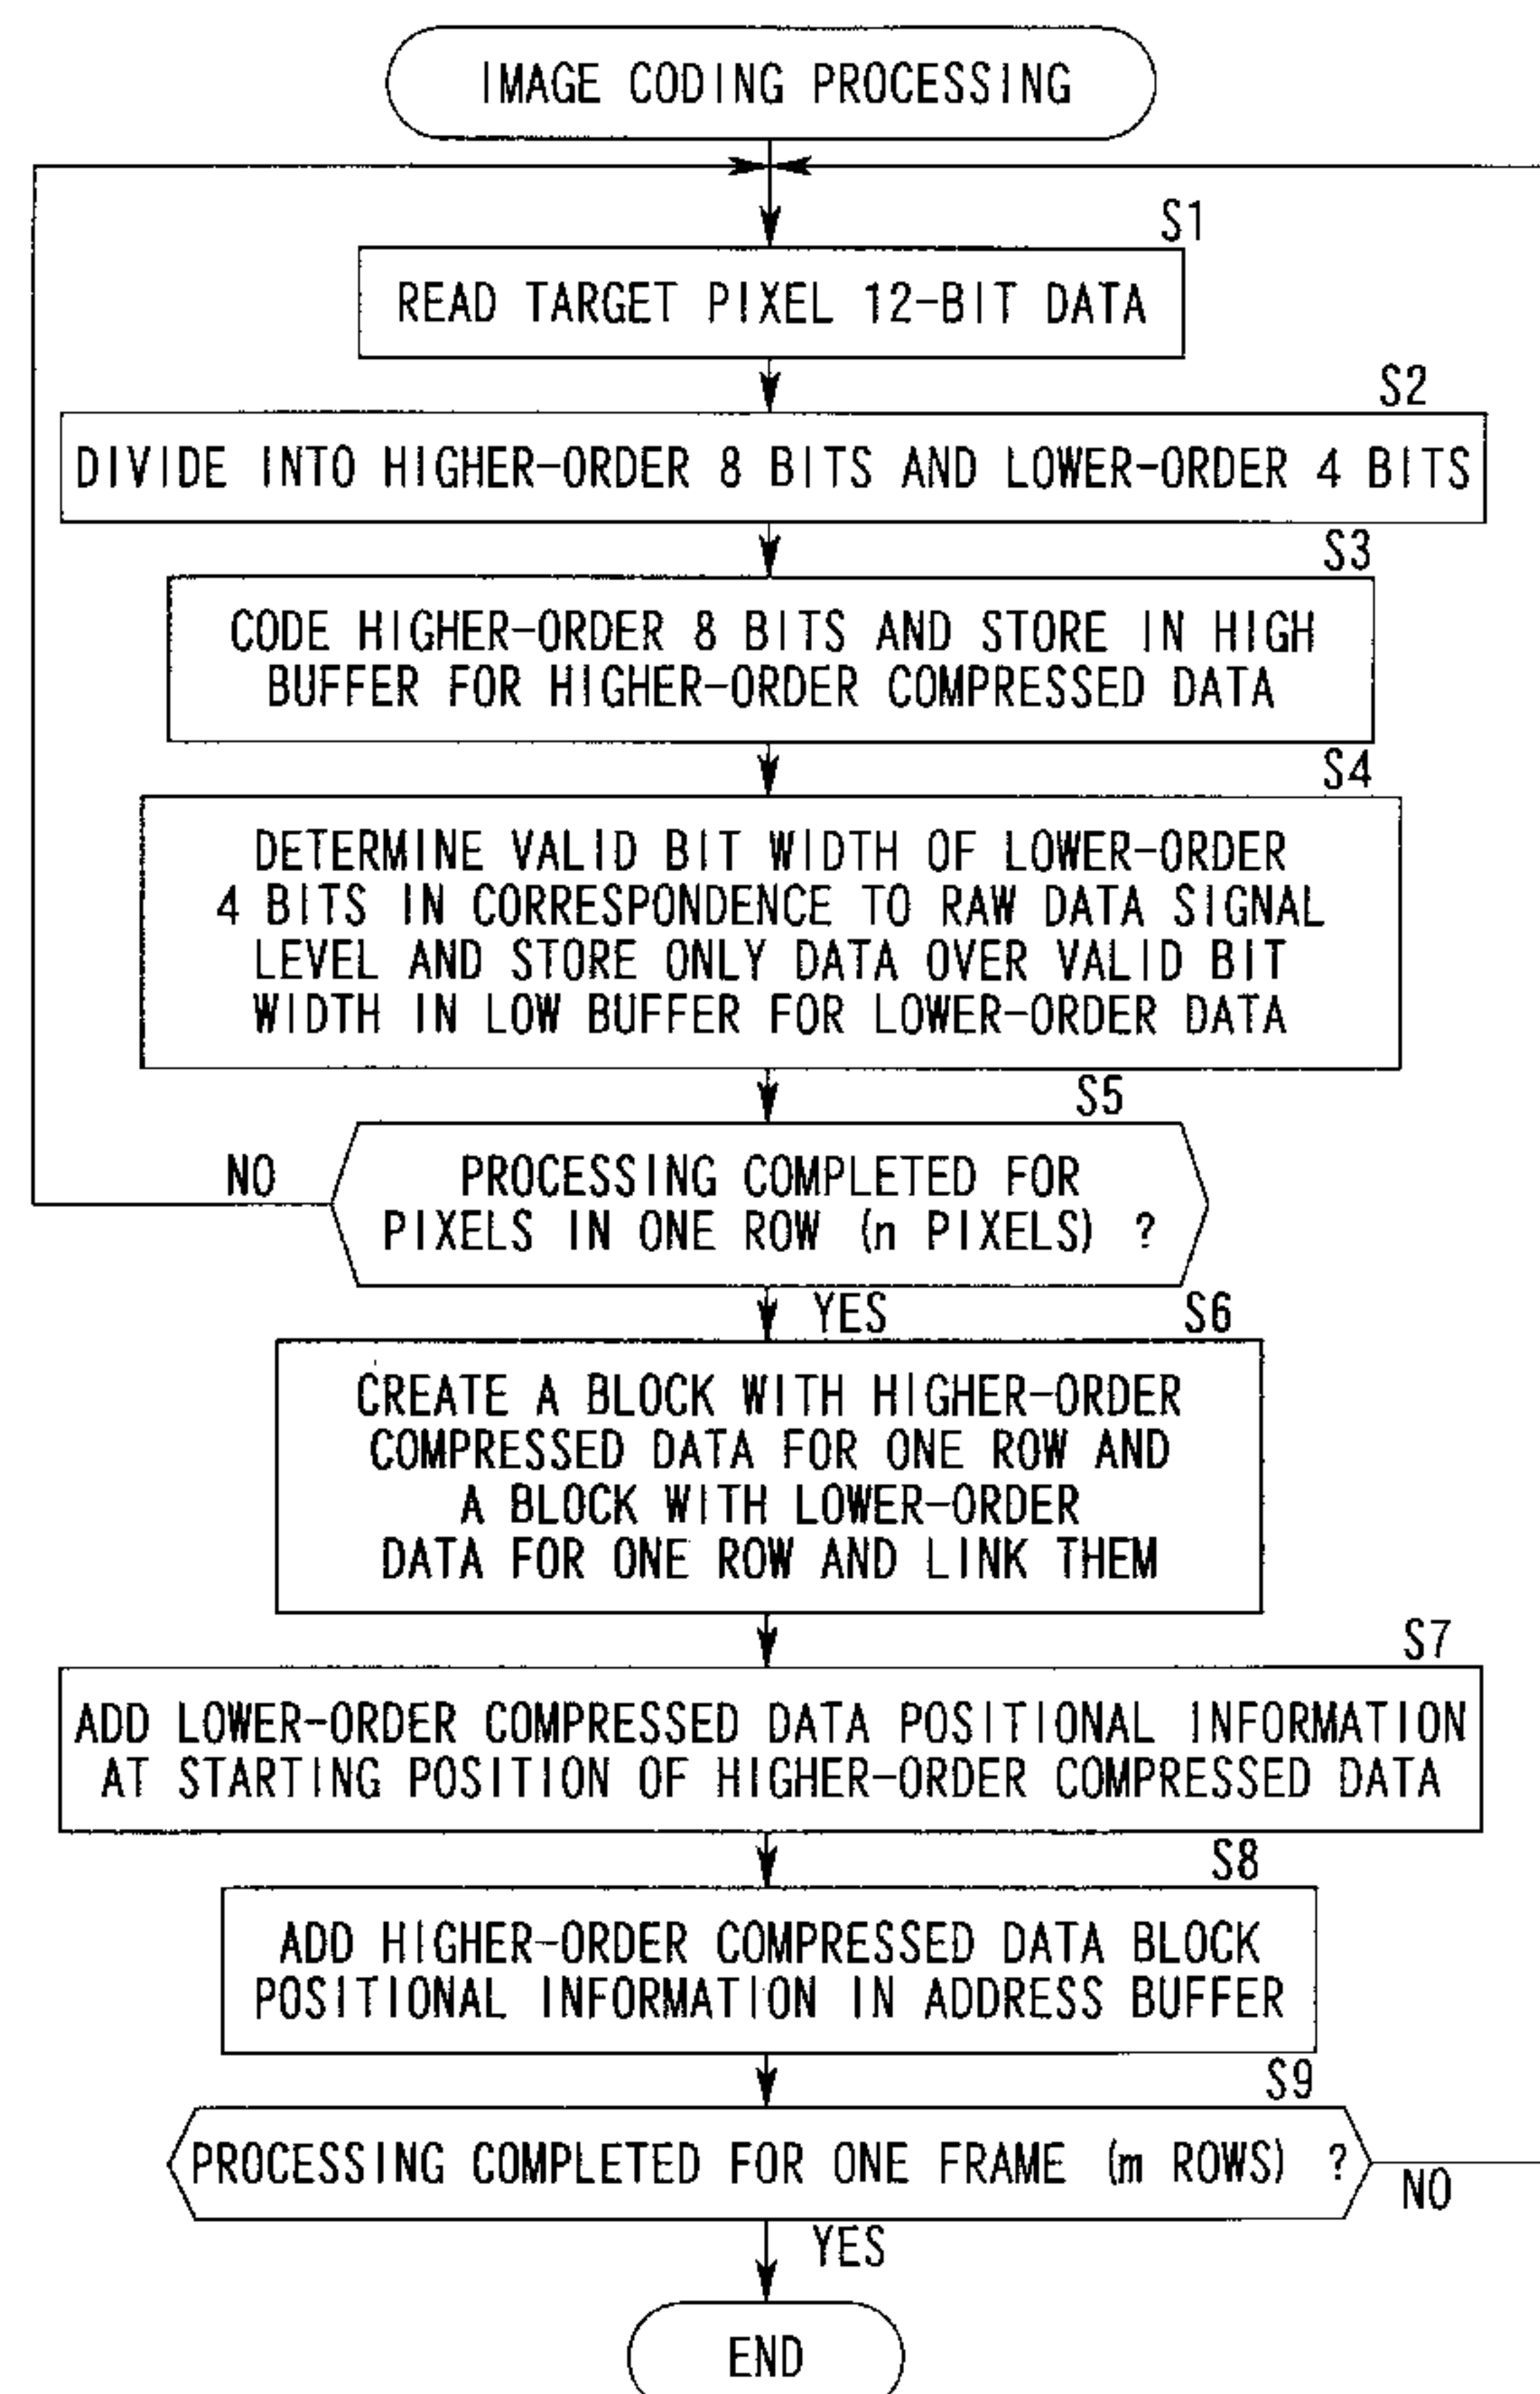 IMAGE CODING PROCESSING
S1
READ TARGET PIXEL 12-BIT DATA
S2
DIVIDE INTO HIGHER-ORDER 8 BITS AND LOWER-ORDER 4 BITS
S3
CODE HIGHER-ORDER 8 BITS AND STORE IN HIGH
BUFFER FOR HIGHER-ORDER COMPRESSED DATA
S4
DETERMINE VALID BIT WIDTH OF LOWER-ORDER
4 BITS IN CORRESPONDENCE TO RAW DATA SIGNAL
LEVEL AND STORE ONLY DATA OVER VALID BIT
WIDTH IN LOW BUFFER FOR LOWER-ORDER DATA
S5
NO
PROCESSING COMPLETED FOR
PIXELS IN ONE ROW (n PIXELS) ?
YES
S6
CREATE A BLOCK WITH HIGHER-ORDER
COMPRESSED DATA FOR ONE ROW AND
A BLOCK WITH LOWER-ORDER
DATA FOR ONE ROW AND LINK THEM
S7
ADD LOWER-ORDER COMPRESSED DATA POSITIONAL INFORMATION
AT STARTING POSITION OF HIGHER-ORDER COMPRESSED DATA
S8
ADD HIGHER-ORDER COMPRESSED DATA BLOCK
POSITIONAL INFORMATION IN ADDRESS BUFFER
S9
PROCESSING COMPLETED FOR ONE FRAME (m ROWS) ?
NO
YES
END